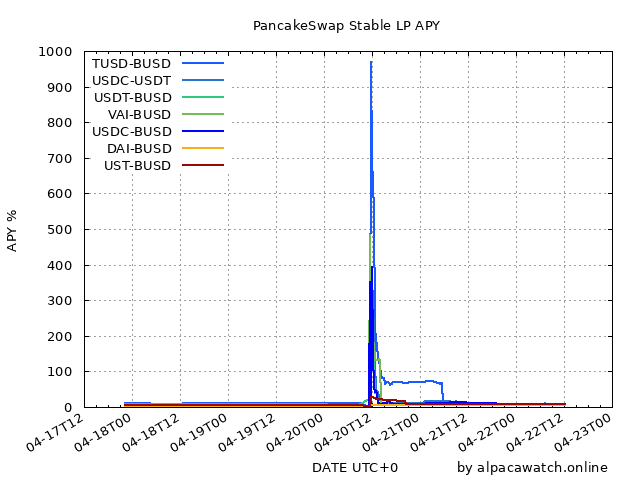 PancakeSwap Stable LP APY
1000
900
800
700
600
500
400
300
200
100
0
APY %
TUSD-BUSD
USDC-USDT
USDT-BUSD
VAI-BUSD
USDC-BUSD
DAI-BUSD
UST-BUSD
04-17T12
04-18T00
04-18T12
04-19T00
04-19T12
04-20T00
04-20T12
04-21T00
04-21T12
04-22T00
04-22T12
04-23T00
DATE UTC+0
by alpacawatch.online